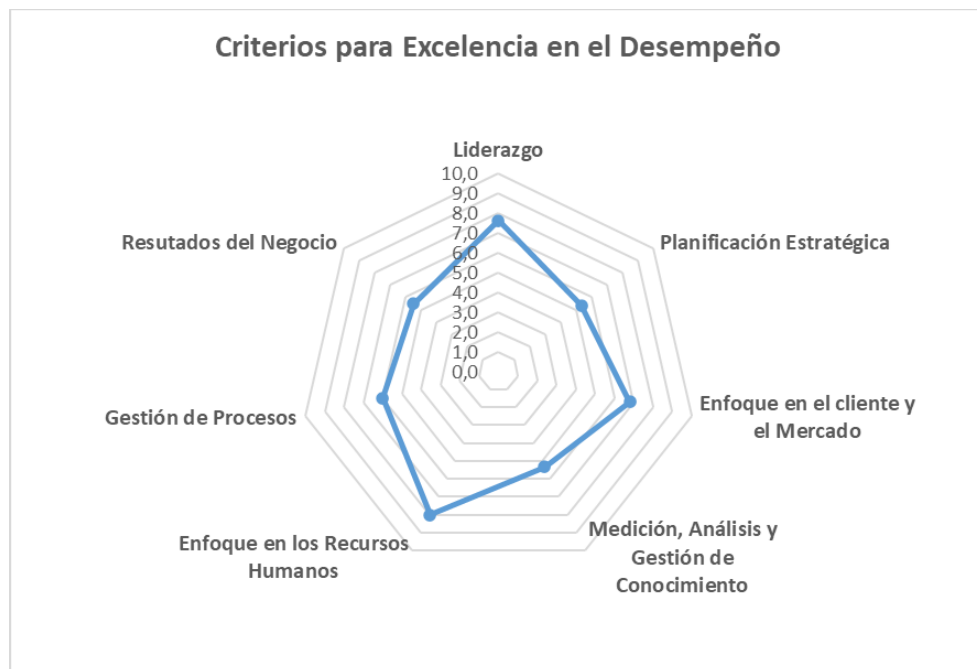 Criterios para Excelencia en el Desempeño
Liderazgo
10,0
9,0
8,0
7,0
6,0
5,0
4,0
3,0
2,0
1,0
0,0
Planificación Estratégica
Enfoque en el cliente y
el Mercado
Medición, Análisis y
Gestión de
Conocimiento
Enfoque en los Recursos
Humanos
Gestión de Procesos
Resutados del Negocio